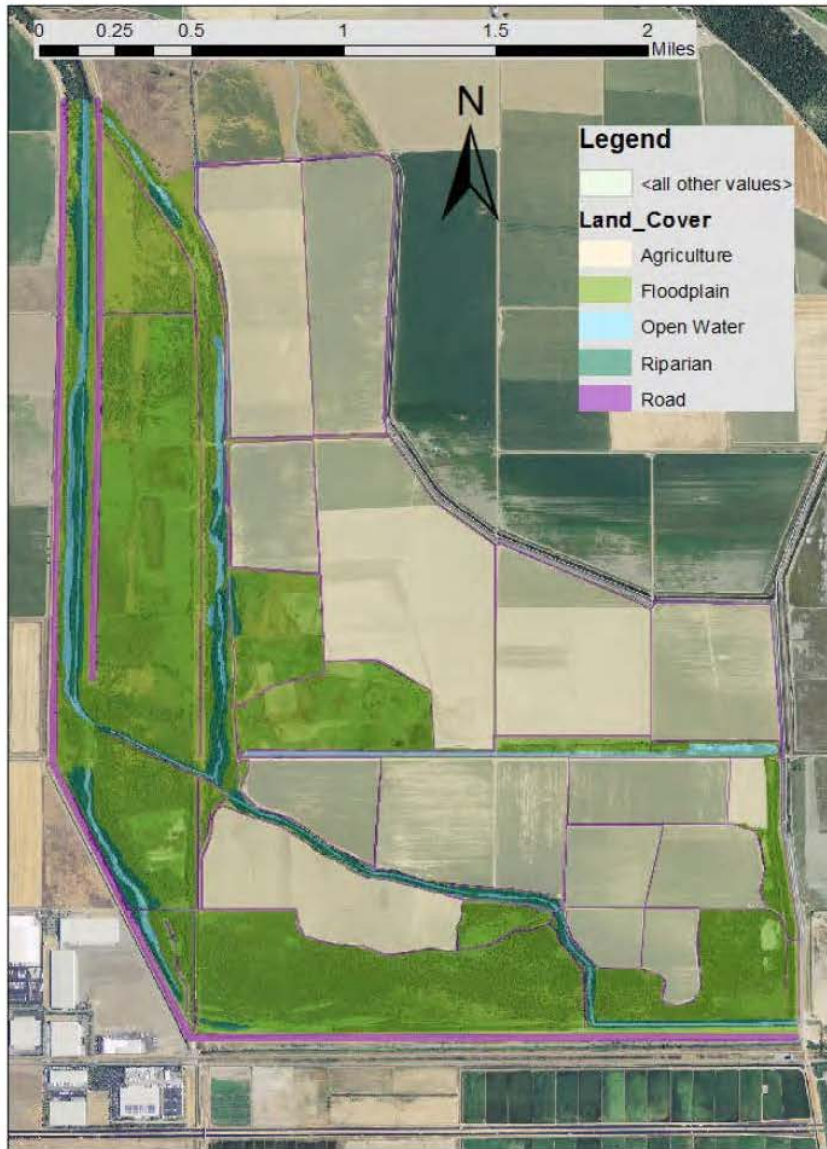 0 0.25 0.5 1 1.5 2
Miles
N
Legend
<all other values>
Land_Cover
Agriculture
Floodplain
Open Water
Riparian
Road